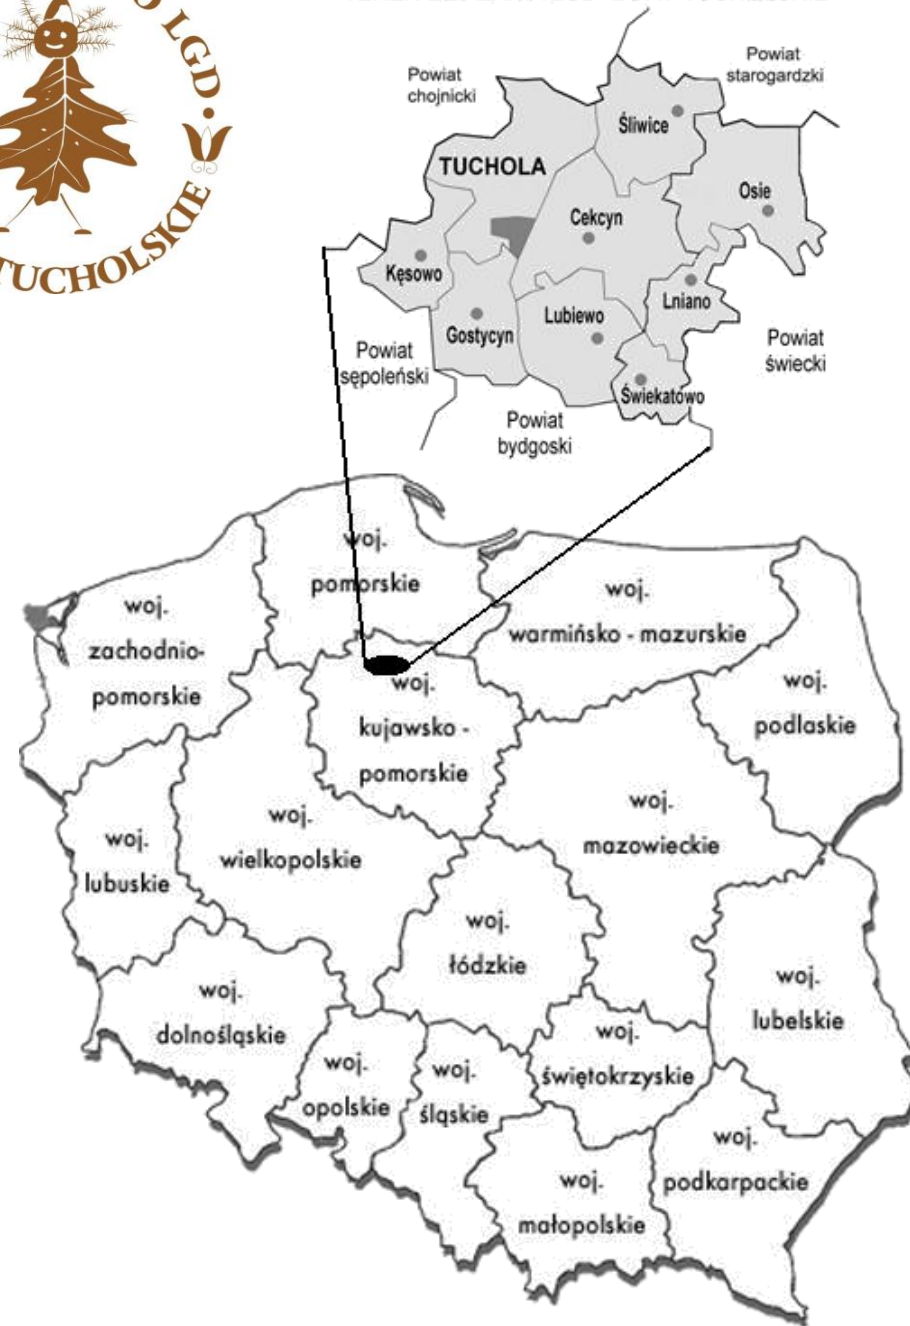 O LGD •
TUCHOLSKIE
Powiat
chojnicki
Powiat
starogardzki
Śliwice
TUCHOLA
Osie
Cekcyn
Kęsowo
Lniano
Lubiewo
Gostycyn
Powiat
świecki
Powiat
sępoleński
Świekatowo
Powiat
bydgoski
woj.
pomorskie
woj.
zachodnio-
pomorskie
woj.
warmińsko - mazurskie
woj.
podlaskie
woj.
kujawsko -
pomorskie
woj.
mazowieckie
woj.
wielkopolskie
woj.
lubuskie
woj.
łódzkie
woj.
lubelskie
woj.
dolnośląskie
woj.
świętokrzyskie
woj.
opolskie
woj.
śląskie
woj.
podkarpackie
woj.
małopolskie